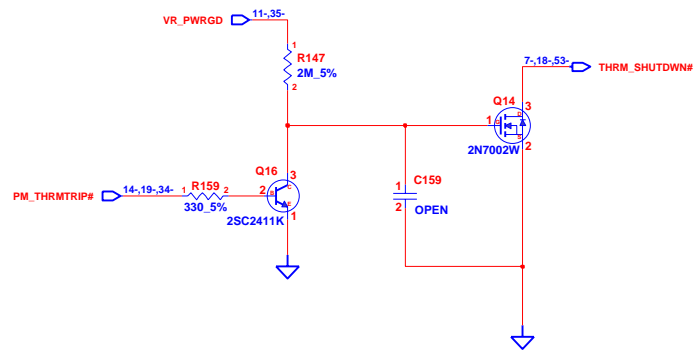 VR_PWRGD 11-,35-
1
R147
2M_5%
2
7-,18-,53-
THRM_SHUTDWN#
Q14
3
D
1
G
S
2N7002W
2
Q16
3
C
PM_THRMTRIP# 14-,19-,34-
R159
1 2
330_5%
2
B
E
2SC2411K
1
C159
1
2
OPEN